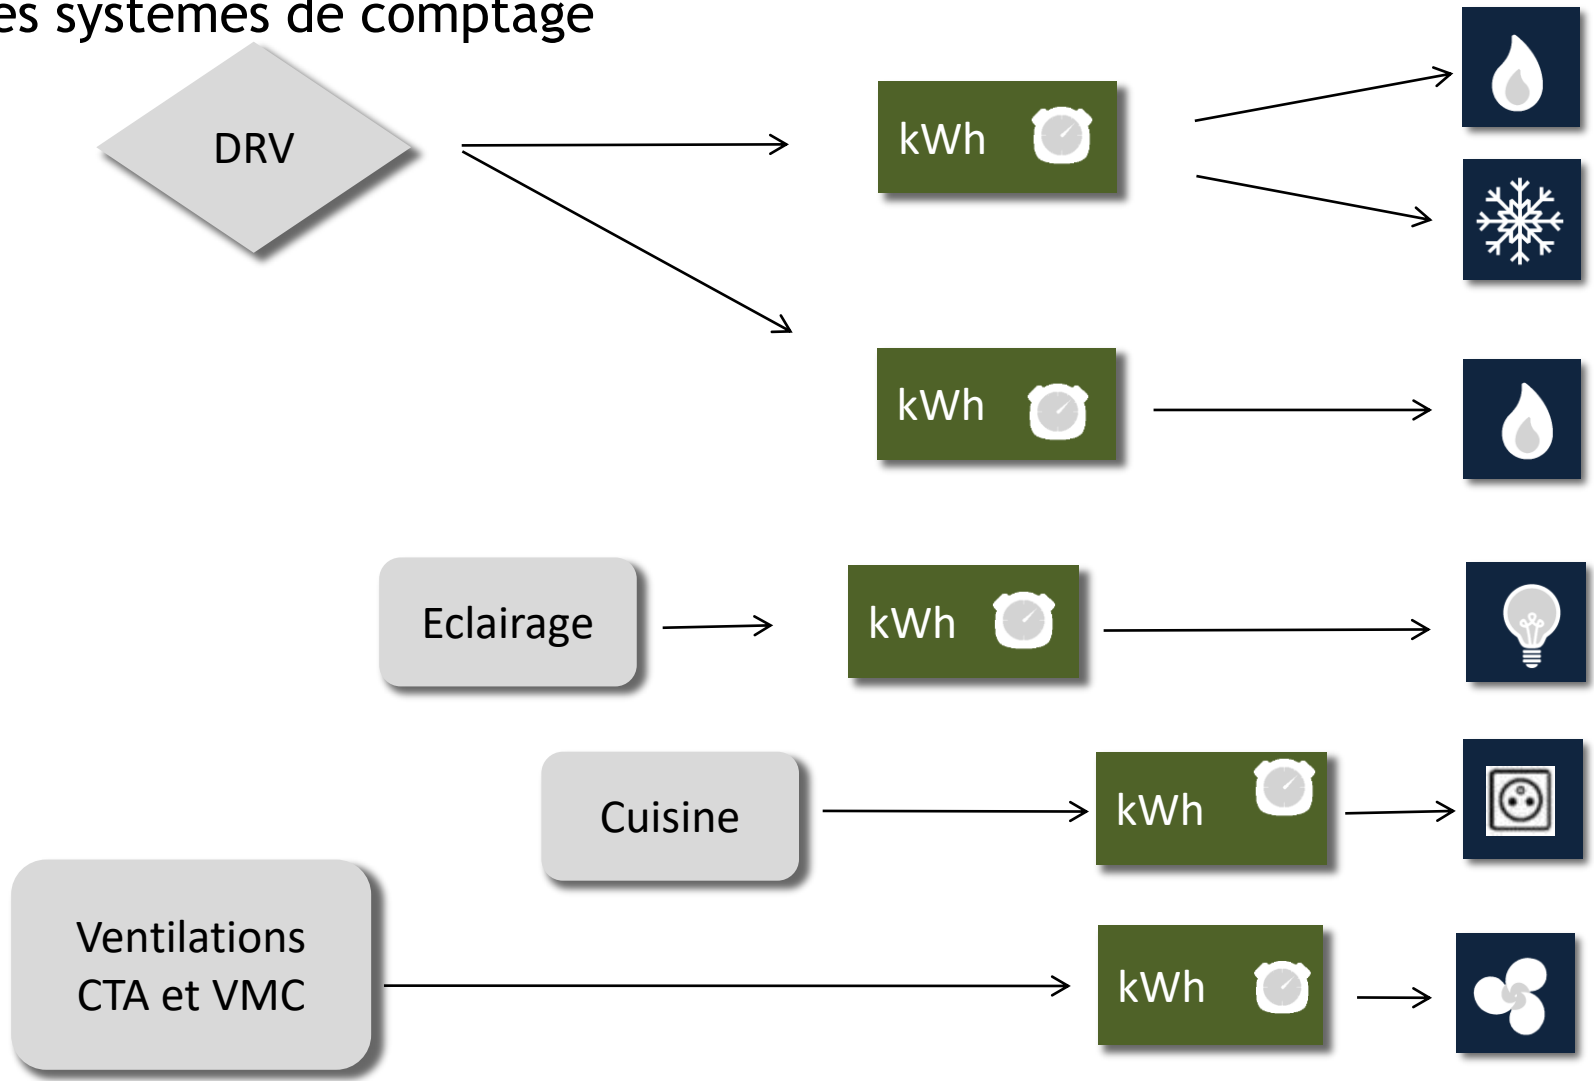 es systèmes de comptage
DRV
kWh
kWh
Eclairage
kWh
Cuisine
kWh
Ventilations
CTA et VMC
kWh